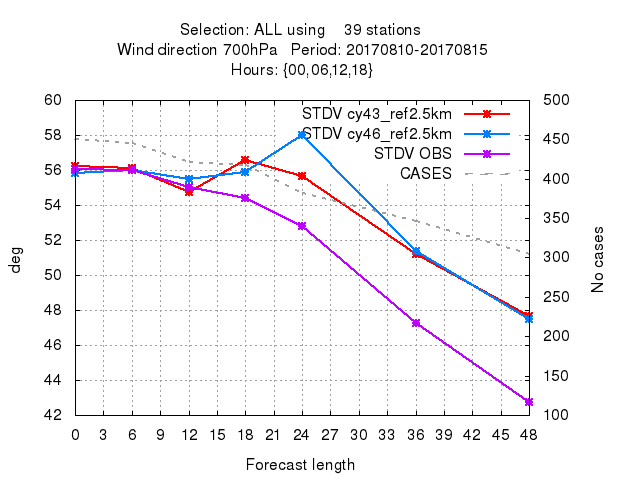 Selection: ALL using 39 stations
Wind direction 700hPa Period: 20170810-20170815
Hours: {00,06,12,18}
60 500
STDV cy43_ref2.5km
58 450
STDV cy46_ref2.5km
STDV OBS
56 400
CASES
54 350
52 300
50 250
48 200
46 150
44
42 100
deg
No cases
0 3 6 9 12 15 18 21 24 27 30 33 36 39 42 45 48
Forecast length